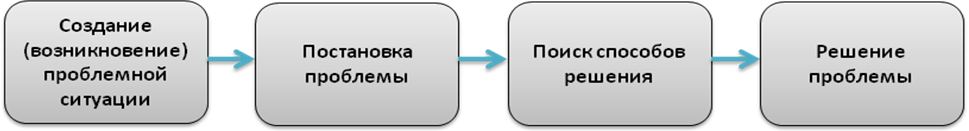 Создание
(возникновение)
проблемной
ситуации
Постановка
проблемы
Поиск способов
решения
Решение
проблемы